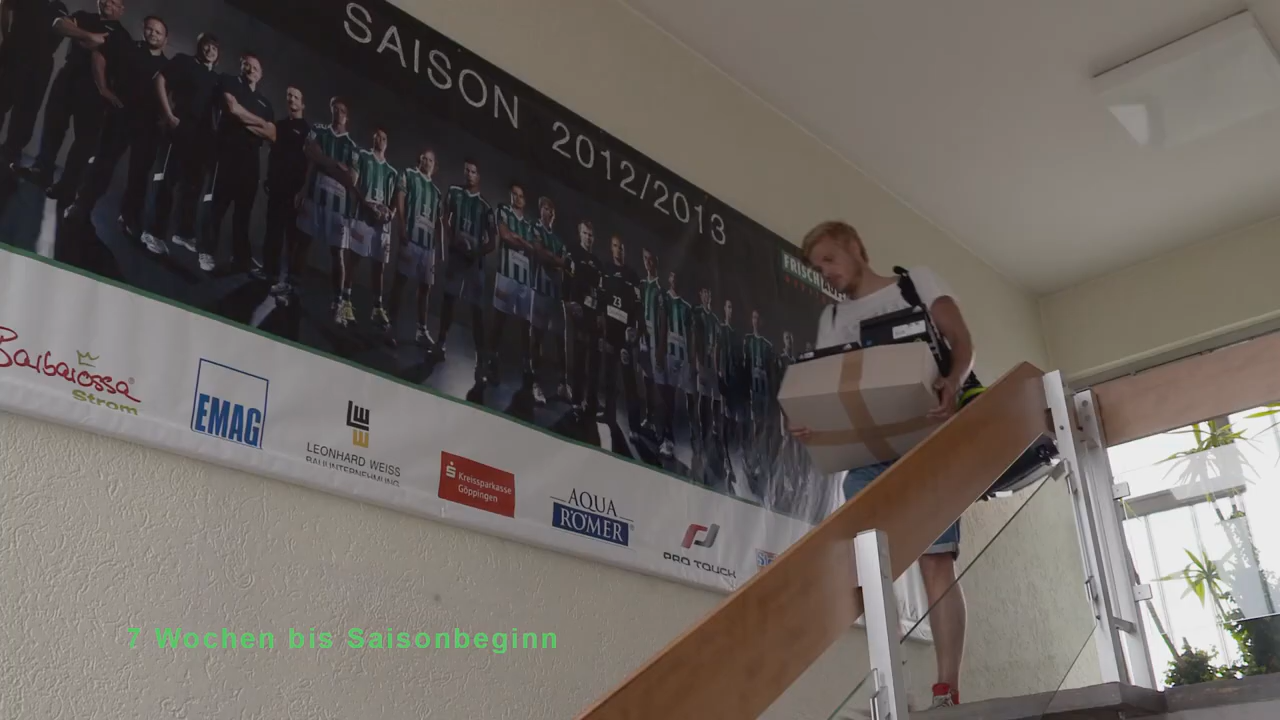 SAISON 2012/2013
FRISCH
Barbarossa
Strom
EMAG
LEONHARD WEISS
BAUUNTERNEHMUNG
Kreissparkasse
Göppingen
AQUA
RÖMER
PRO TOUCH
23
7 Wochen bis Saisonbeginn